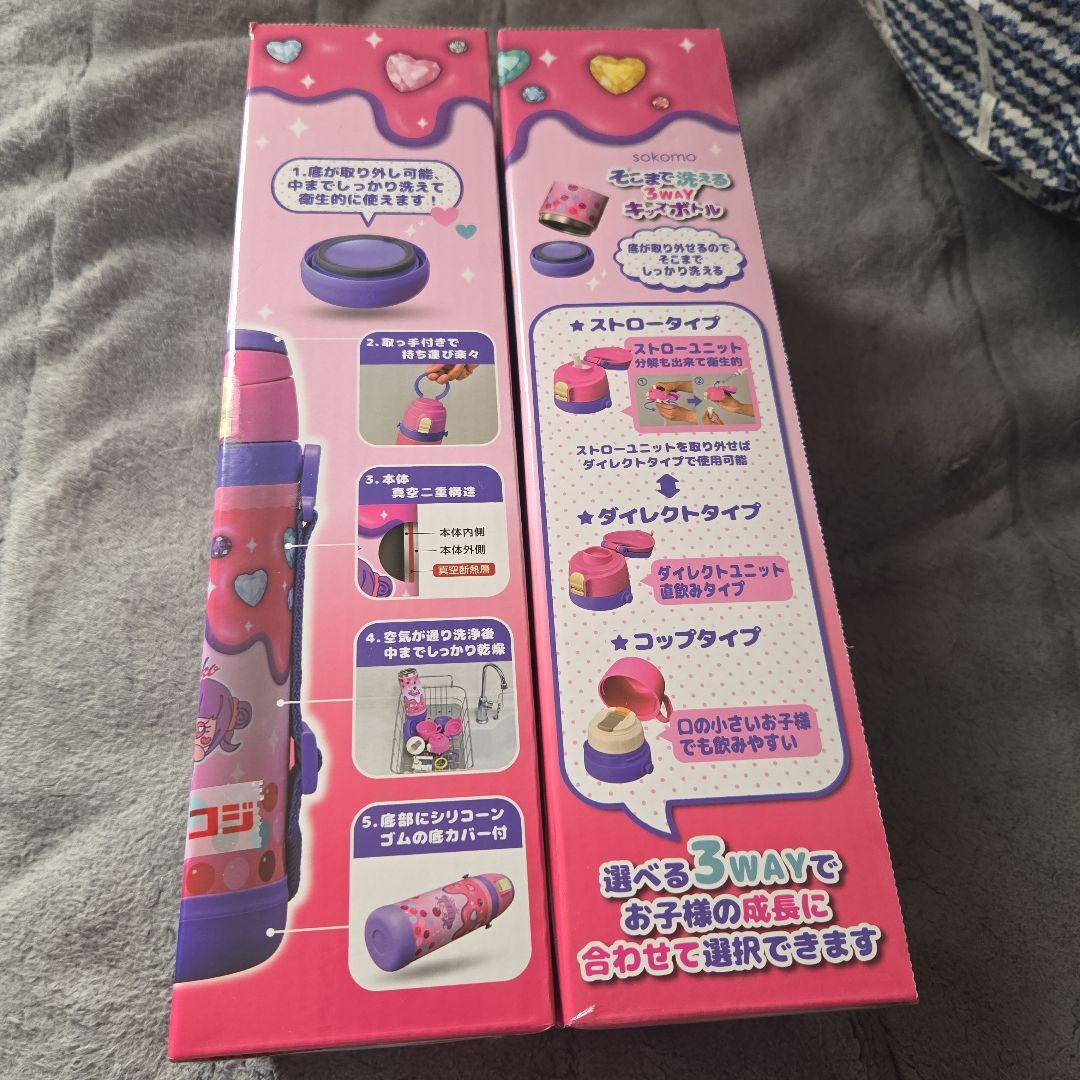 1.底が取り外し可能、
中までしっかり洗えて
衛生的に使えます！
2.取っ手付きで
持ち運び楽々
3.本体
真空二重構造
本体内側
本体外側
真空断熱層
4.空気が通り洗浄後
中までしっかり乾燥
5.底部にシリコーン
ゴムの底カバー付
コジ
sokomo
そこまで洗える
3WAY
キッズボトル
底が取り外せるので
そこまで
しっかり洗える
★ストロータイプ
ストローユニット
分解も出来て衛生的
① ②
ストローユニットを取り外せば
ダイレクトタイプで使用可能
★ダイレクトタイプ
ダイレクトユニット
直飲みタイプ
★コップタイプ
口の小さいお子様
でも飲みやすい
選べる3WAYで
お子様の成長に
合わせて選択できます